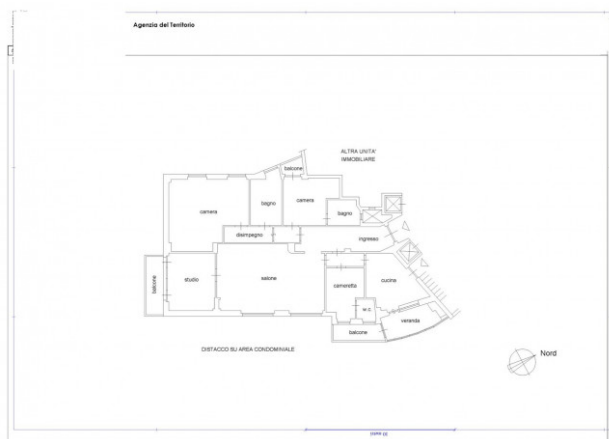 Agenzia del Territorio
ALTRA UNITA'
IMMOBILIARE
balcone
camera
bagno
camera
bagno
disimpegno
ingresso
balcone
studio
salone
cameretta
cucina
w.c.
veranda
balcone
DISTACCO SU AREA CONDOMINIALE
Nord